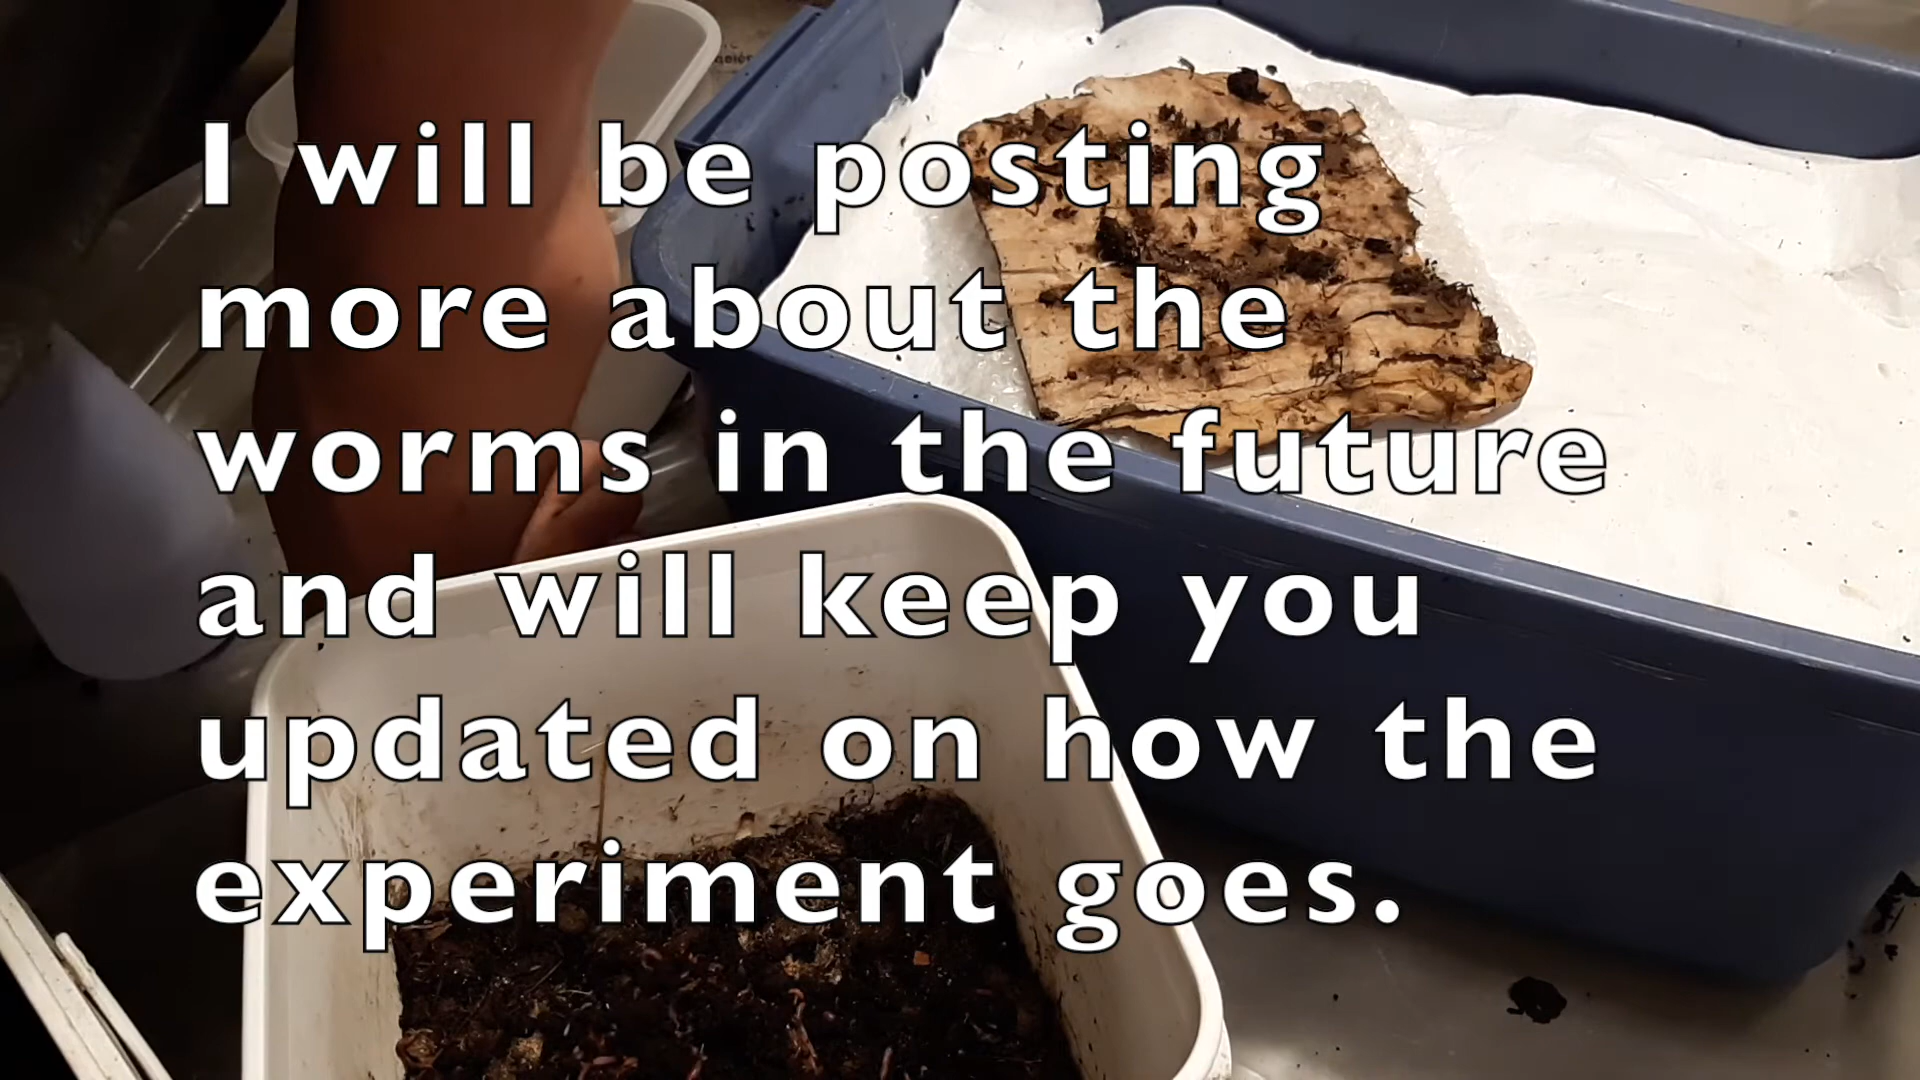 I will be posting
more about the
worms in the future
and will keep you
updated on how the
experiment goes.